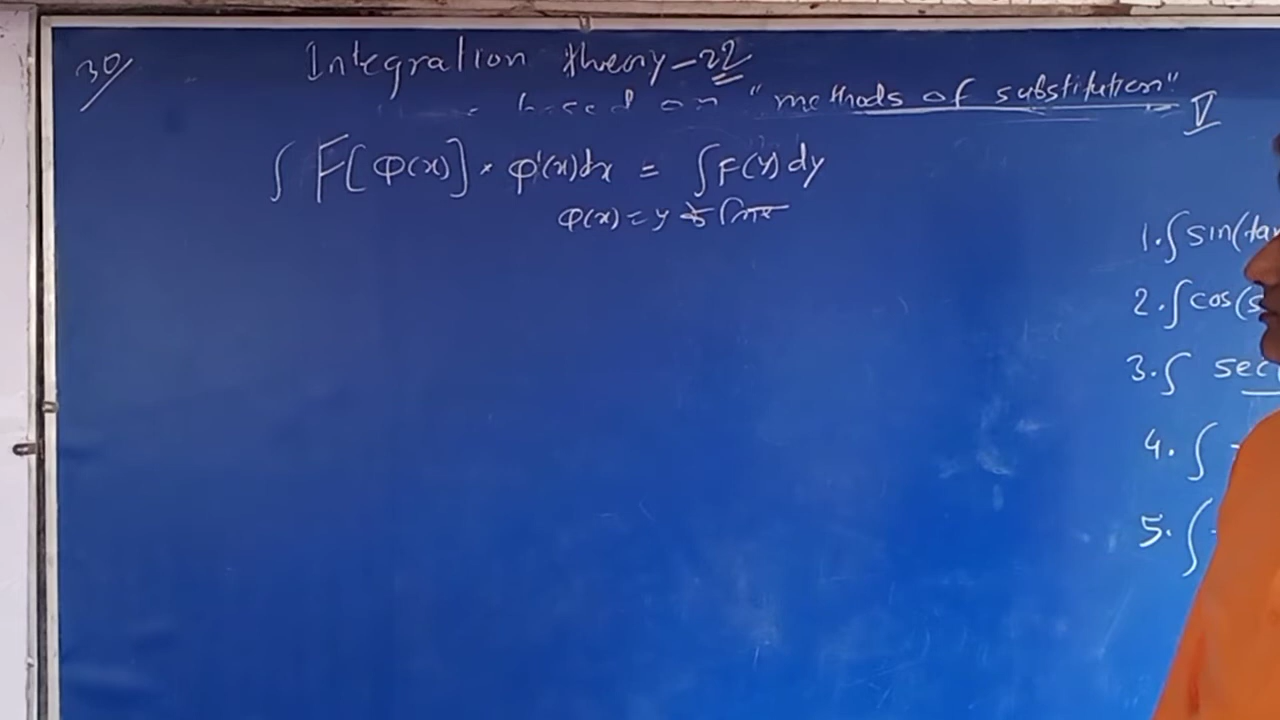 30/
Integration theory-22
based on "methods of substitution"
V
∫ F[φ(x)] × φ'(x)dx = ∫F(y)dy
φ(x) = y
1. ∫sin(tan
2. ∫cos(s
3. ∫ sec
4. ∫
5. ∫